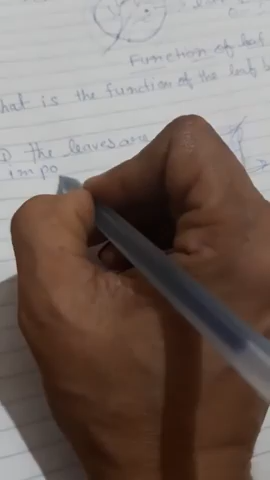 Function of leaf
hat is the function of the leaf
① The leaves are
impo